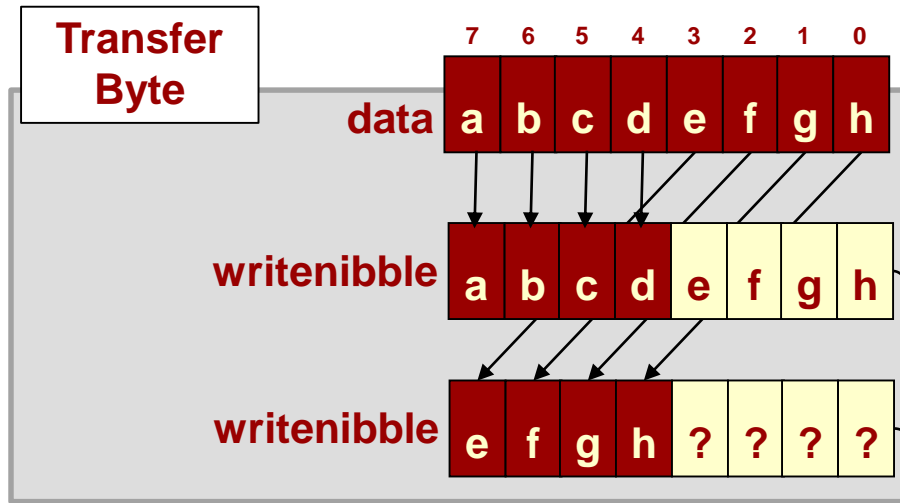 Transfer
Byte
7 6 5 4 3 2 1 0
data a b c d e f g h
writenibble a b c d e f g h
writenibble e f g h ? ? ? ?